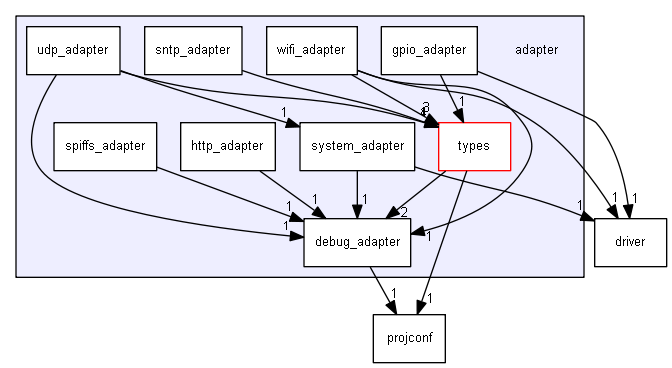 udp_adapter
sntp_adapter
wifi_adapter
gpio_adapter
adapter
1
3
1
spiffs_adapter
http_adapter
system_adapter
types
1
1
1
1
1
1
2
1
1
1
debug_adapter
driver
1
1
projconf